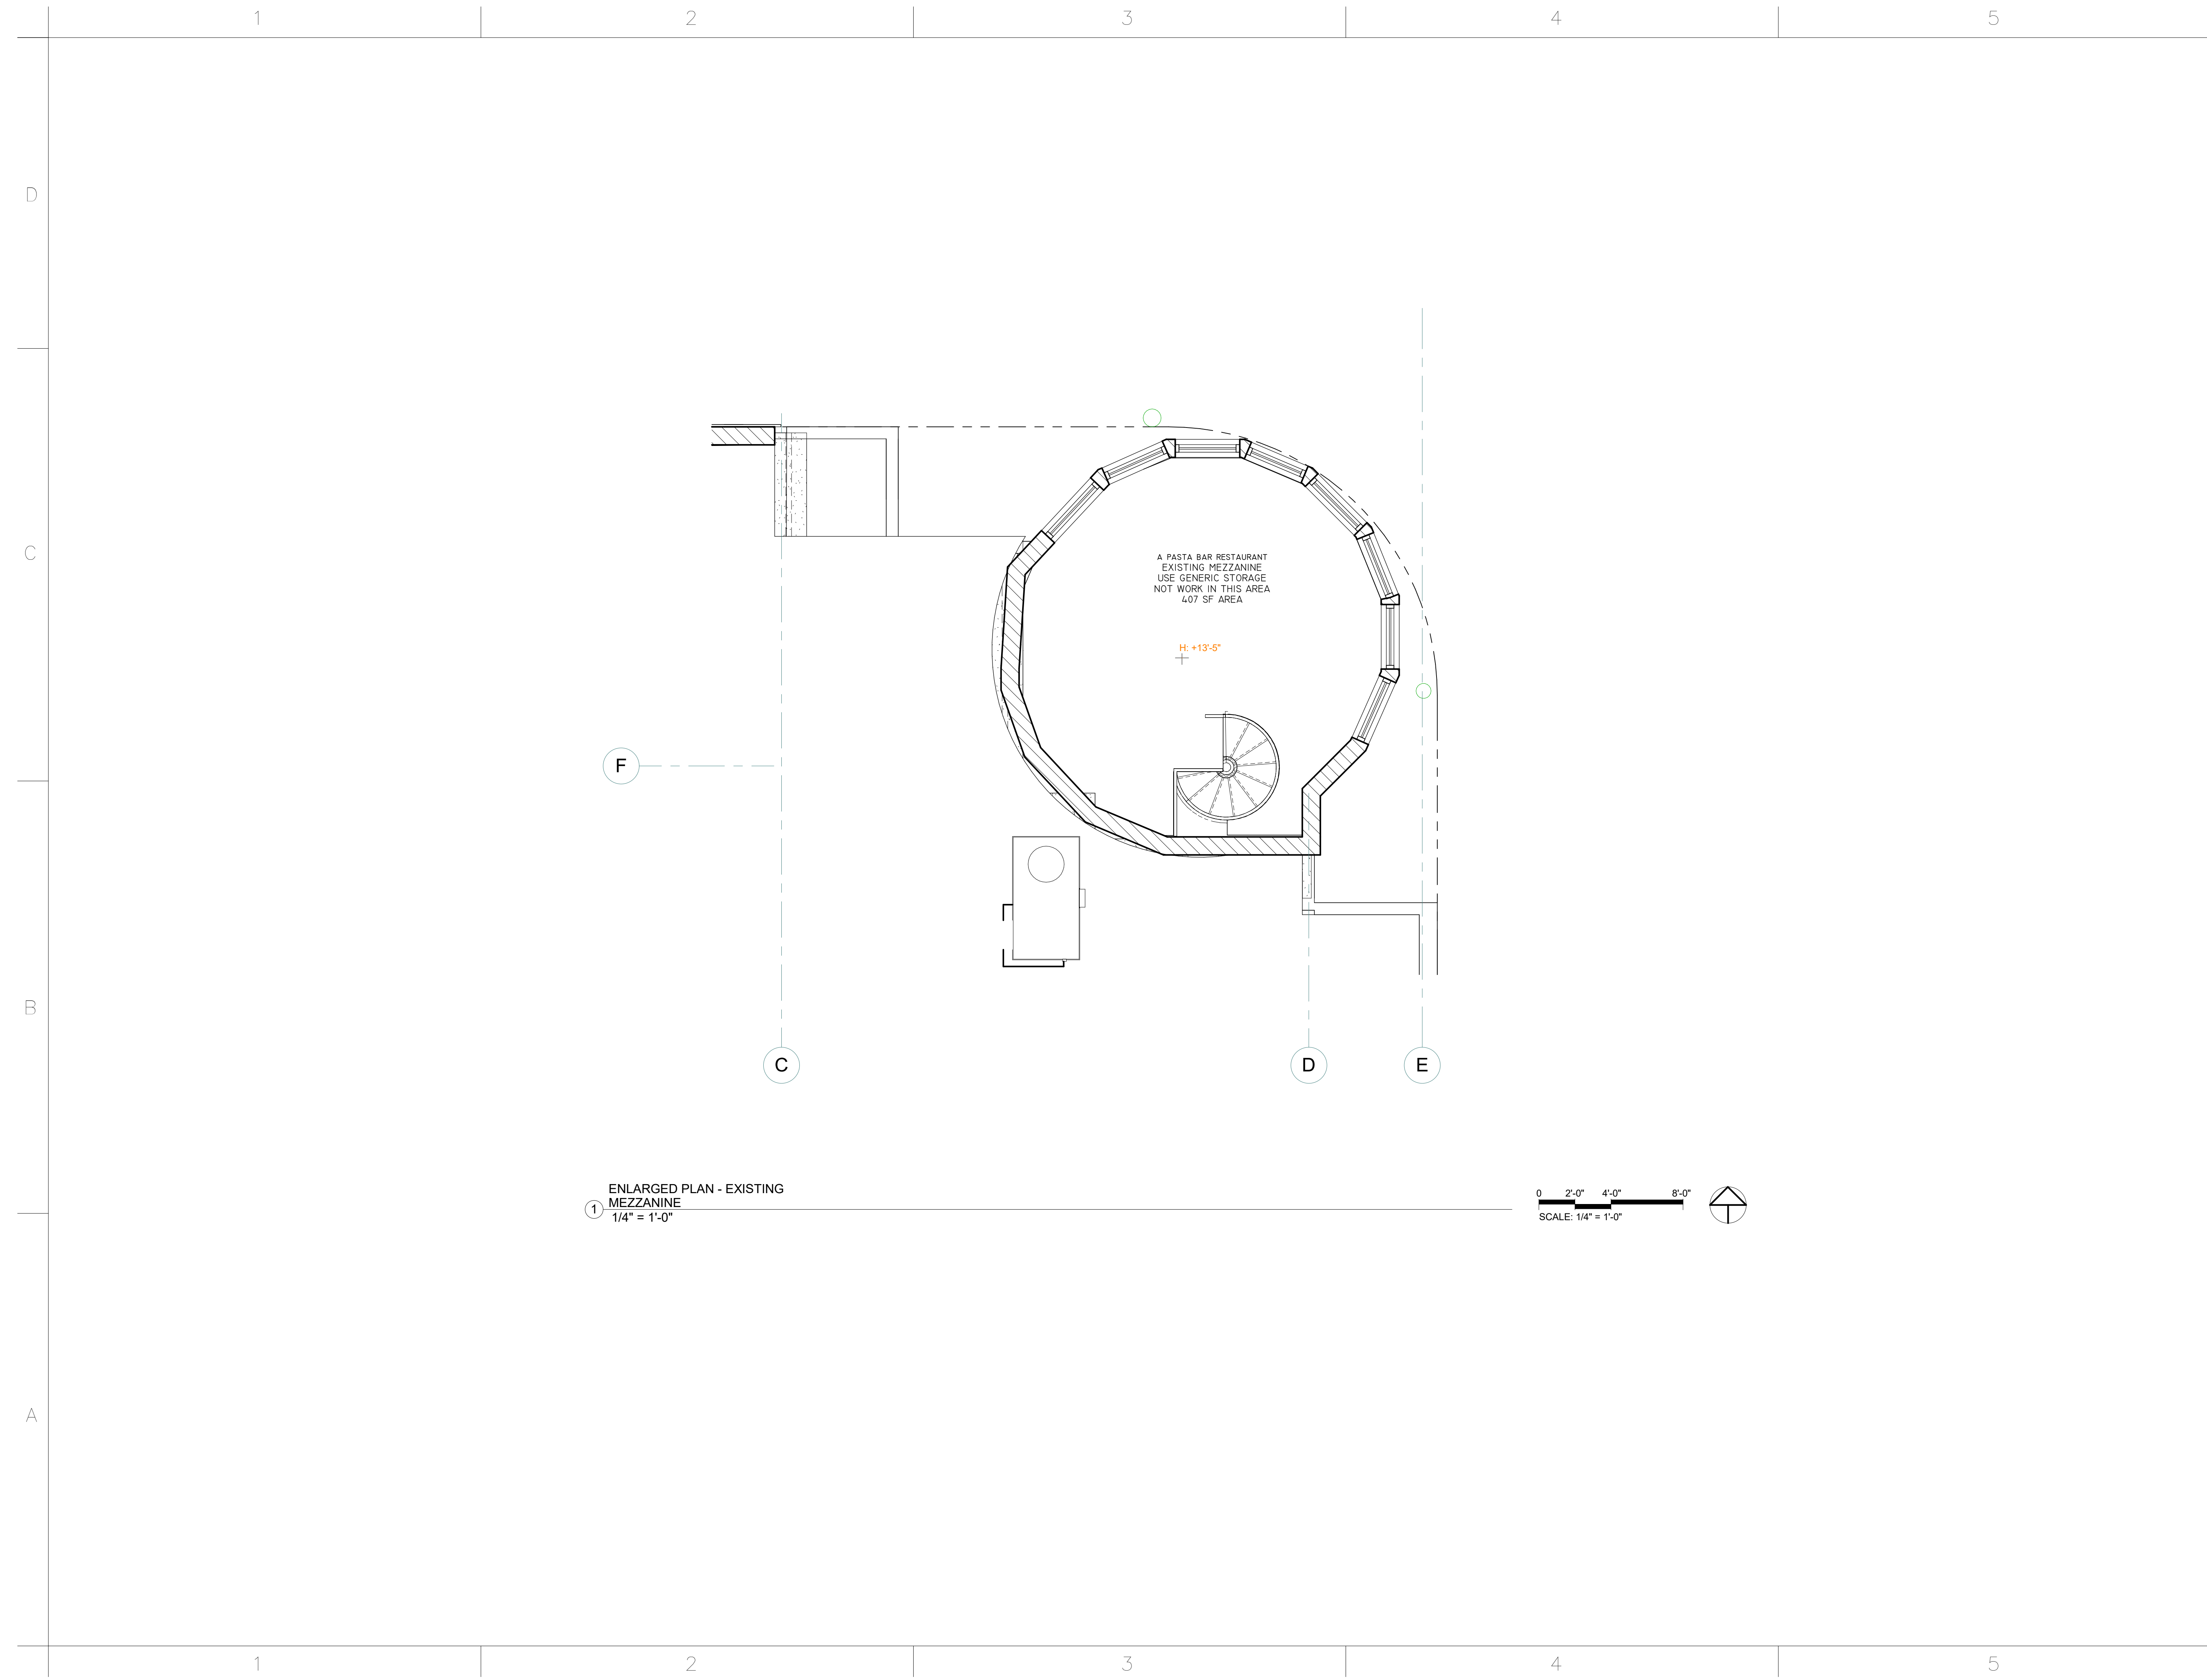 1 2 3 4 5
D
C
A PASTA BAR RESTAURANT
EXISTING MEZZANINE
USE GENERIC STORAGE
NOT WORK IN THIS AREA
407 SF AREA
H: +13'-5"
F
B
C D E
ENLARGED PLAN - EXISTING
MEZZANINE
1
1/4" = 1'-0"
0 2'-0" 4'-0" 8'-0"
SCALE: 1/4" = 1'-0"
A
1 2 3 4 5